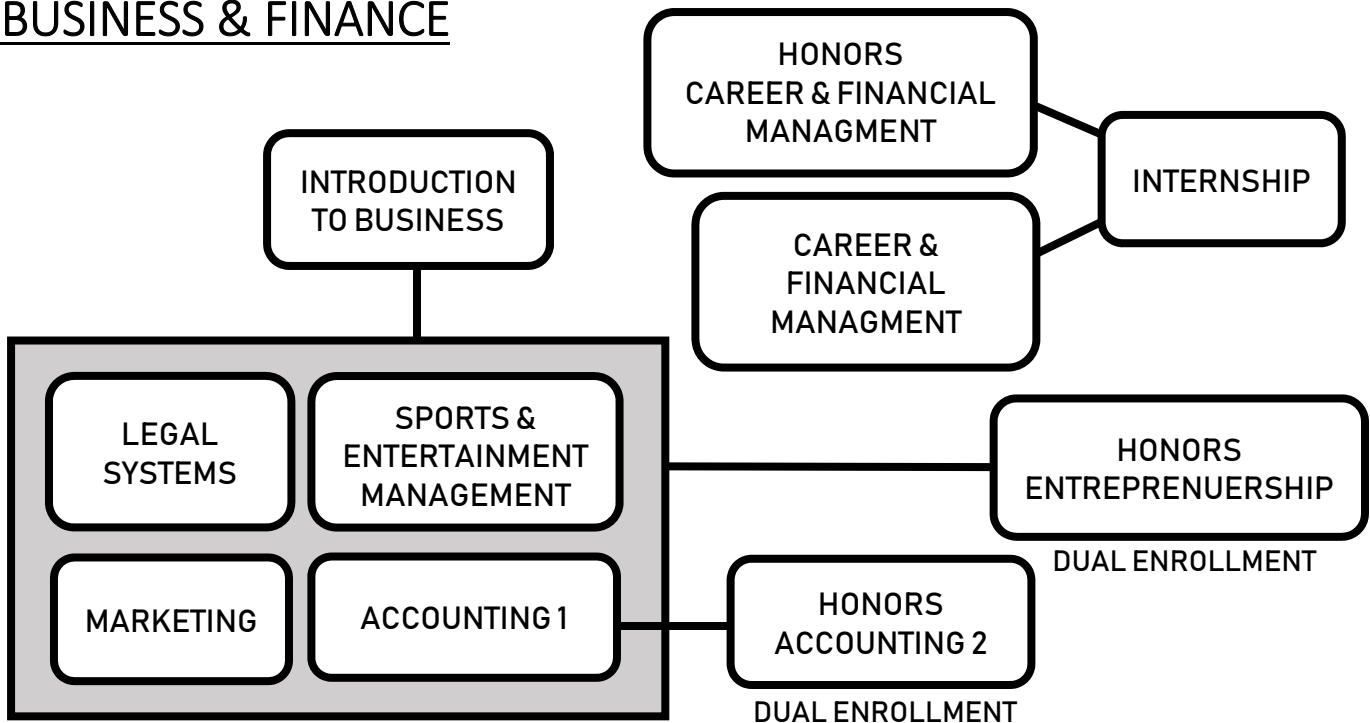 BUSINESS & FINANCE
HONORS
CAREER & FINANCIAL
MANAGMENT
INTERNSHIP
INTRODUCTION
TO BUSINESS
CAREER &
FINANCIAL
MANAGMENT
LEGAL
SYSTEMS
SPORTS &
ENTERTAINMENT
MANAGEMENT
HONORS
ENTREPRENUERSHIP
DUAL ENROLLMENT
MARKETING
ACCOUNTING 1
HONORS
ACCOUNTING 2
DUAL ENROLLMENT